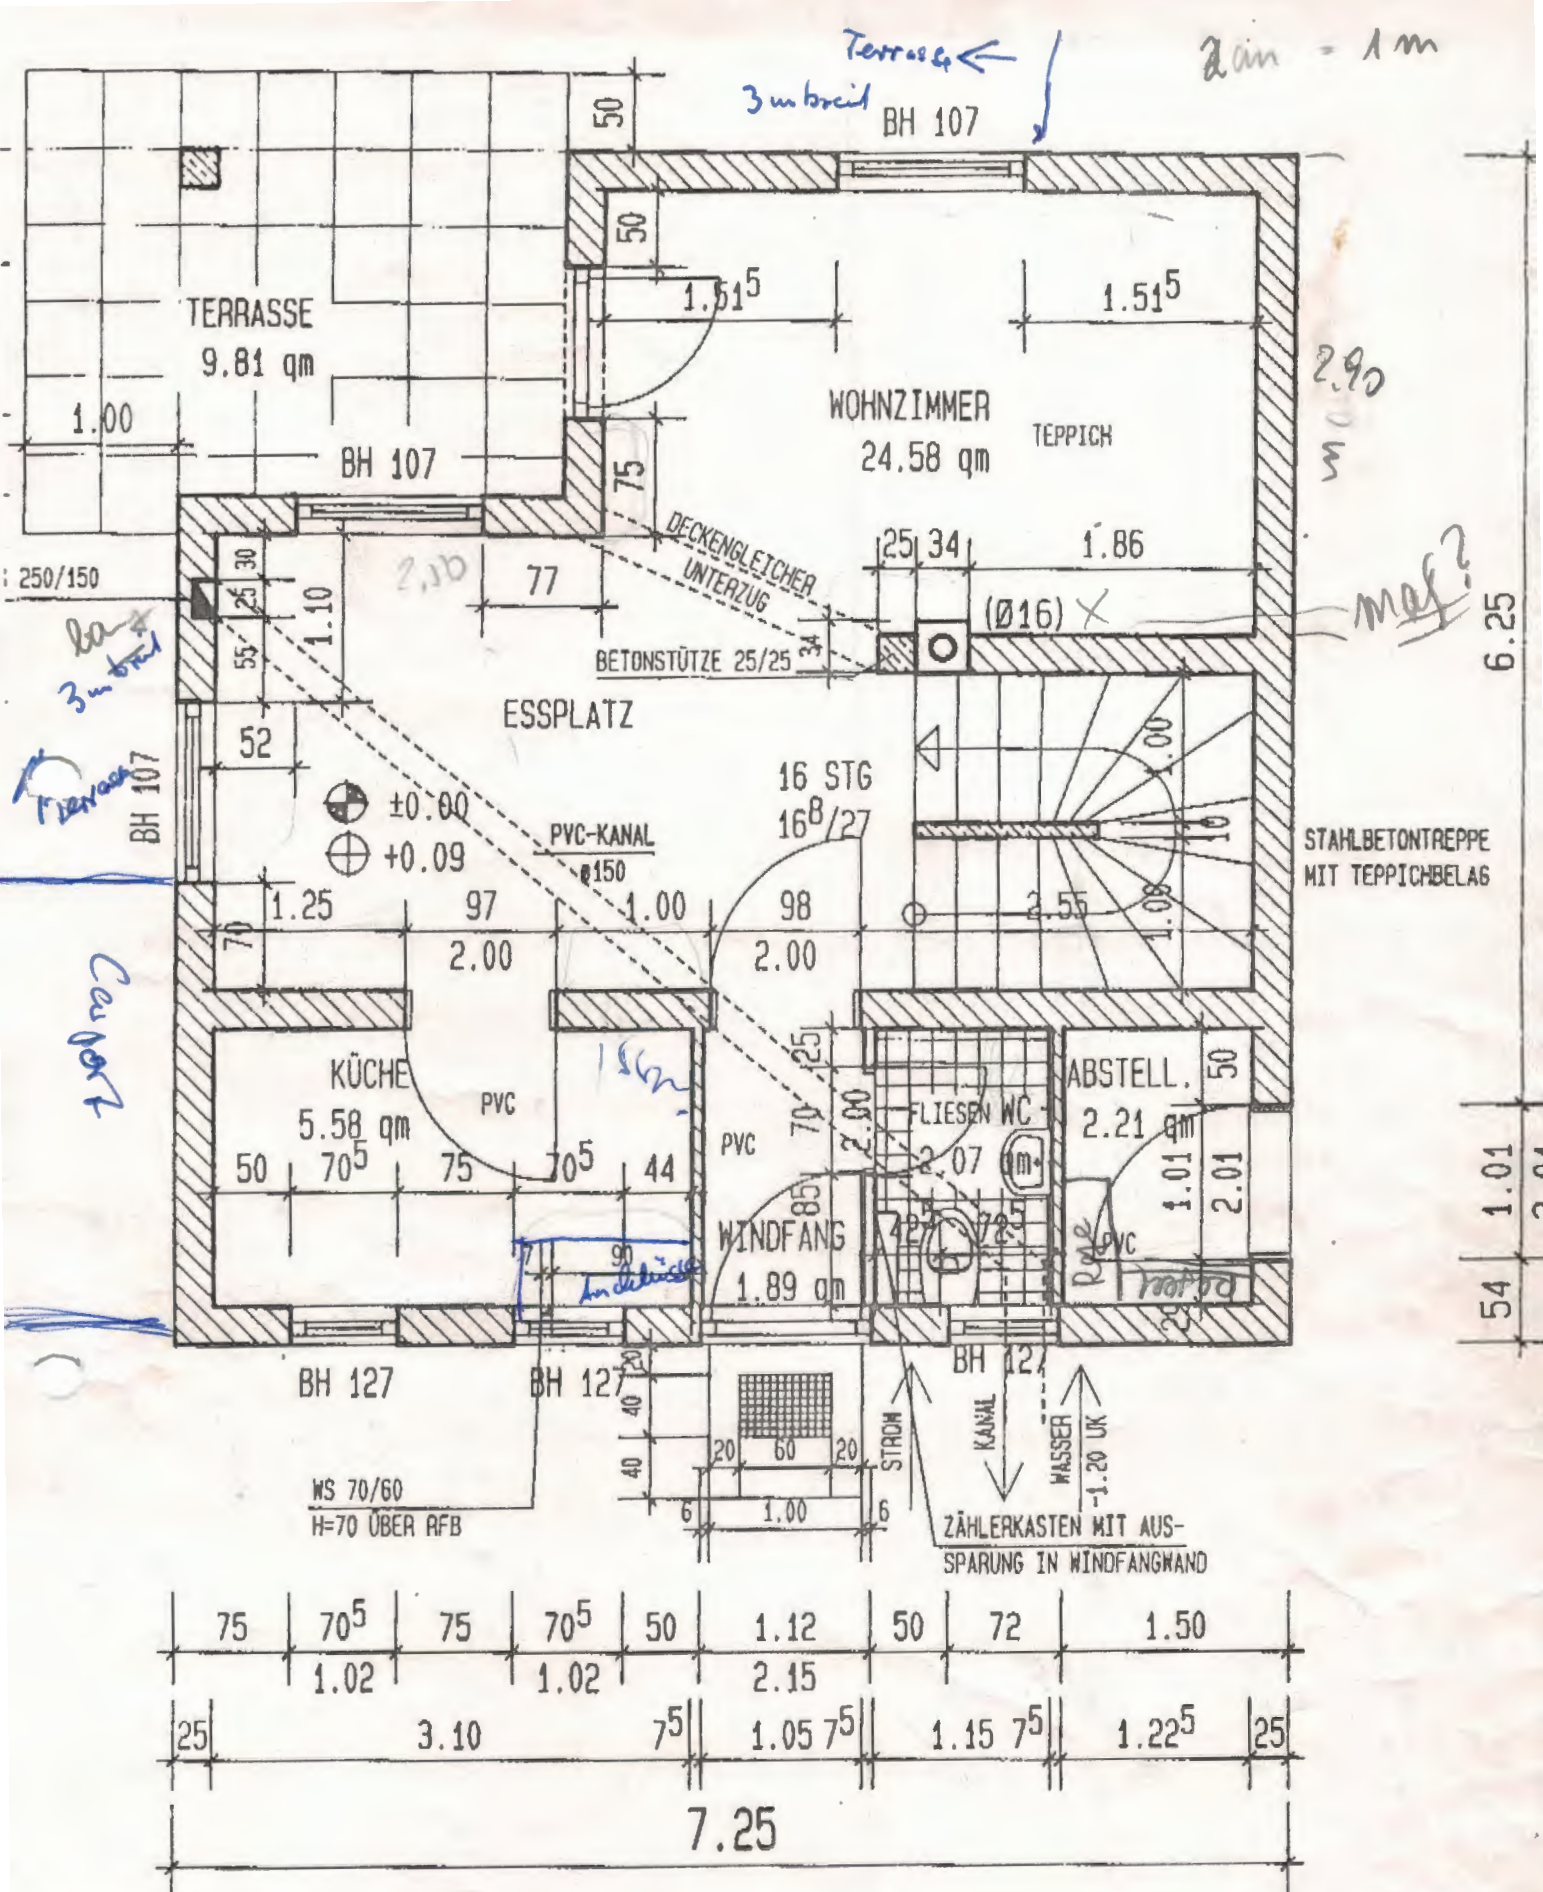 Terrasse
3m breit
= 1 m
BH 107
50
50
1.51⁵
1.51⁵
TERRASSE
9.81 qm
1.00
BH 107
WOHNZIMMER
24.58 qm
TEPPICH
2.90
75
DECKENGLEICHER
UNTERZUG
25 34
1.86
(Ø16)
maß?
6.25
: 250/150
30
25
55
1.10
2.00
77
34
BETONSTÜTZE 25/25
3m breit
Terrasse
BH 107
ESSPLATZ
52
±0.00
+0.09
16 STG
16⁸/27
PVC-KANAL
ø150
1.00
10
1.08
2.55
STAHLBETONTREPPE
MIT TEPPICHBELAG
70
1.25
97
1.00
98
2.00
2.00
Carport
KÜCHE
5.58 qm
PVC
50
70⁵
75
70⁵
44
7
90
Anschlüsse
25
70
2.00
85
PVC
WINDFANG
1.89 qm
FLIESEN WC
2.07 qm
42⁵
72⁵
ABSTELL.
2.21 qm
50
1.01
2.01
PVC
Regal
1.01
54
BH 127
BH 127
BH 127
20
40
40
20
60
20
6
1.00
6
STROM
KANAL
WASSER
-1.20 UK
WS 70/60
H=70 ÜBER RFB
ZÄHLERKASTEN MIT AUS-
SPARUNG IN WINDFANGWAND
75 70⁵ 75 70⁵ 50 1.12 50 72 1.50
1.02 1.02 2.15
25 3.10 7⁵ 1.05 7⁵ 1.15 7⁵ 1.22⁵ 25
7.25